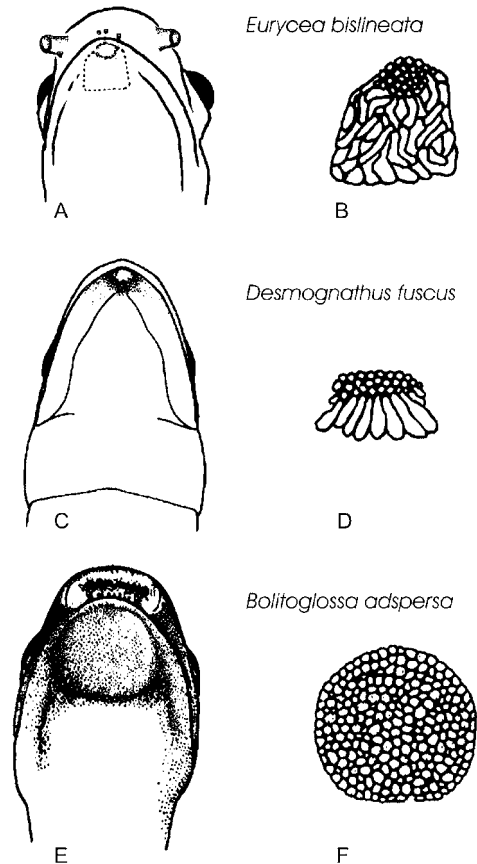 Eurycea bislineata
A
B
Desmognathus fuscus
C
D
Bolitoglossa adspersa
E
F